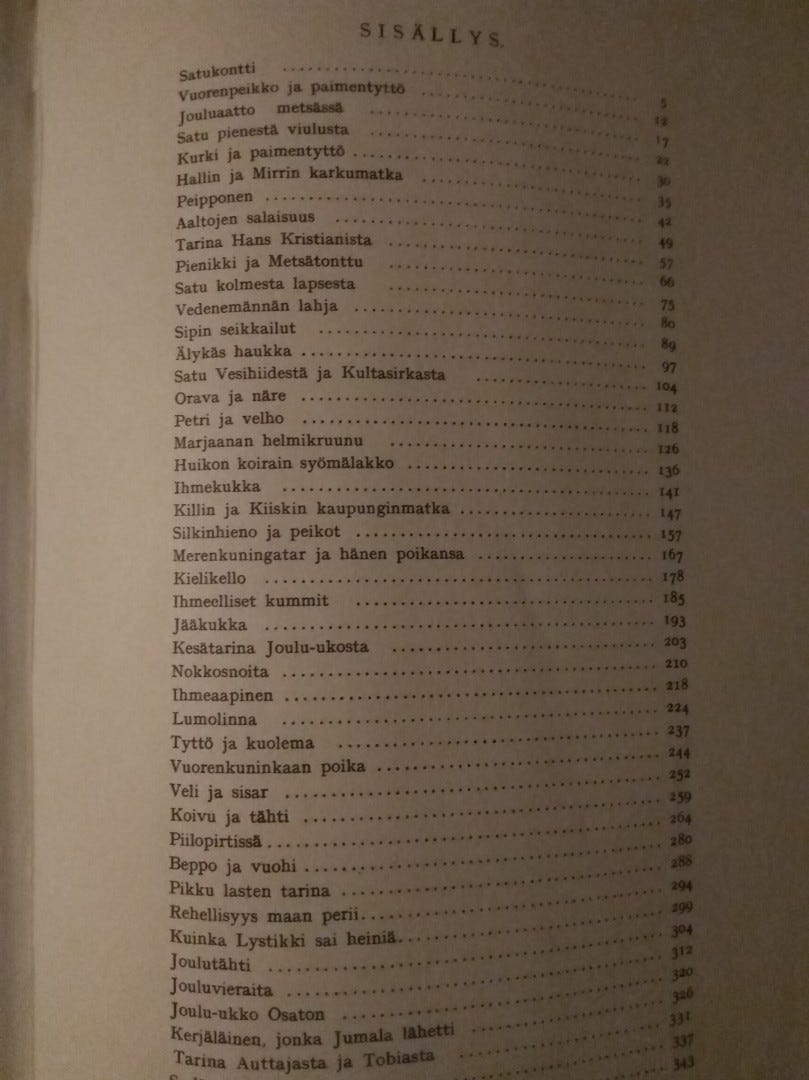 SISÄLLYS.
Satukontti .......... 5
Vuorenpeikko ja paimentyttö .......... 12
Jouluaatto metsässä .......... 17
Satu pienestä viulusta .......... 23
Kurki ja paimentyttö .......... 30
Hallin ja Mirrin karkumatka .......... 35
Peipponen .......... 42
Aaltojen salaisuus .......... 49
Tarina Hans Kristianista .......... 57
Pienikki ja Metsätonttu .......... 66
Satu kolmesta lapsesta .......... 75
Vedenemännän lahja .......... 80
Sipin seikkailut .......... 89
Älykäs haukka .......... 97
Satu Vesihiidestä ja Kultasirkasta .......... 104
Orava ja näre .......... 112
Petri ja velho .......... 118
Marjaanan helmikruunu .......... 126
Huikon koirain syömälakko .......... 136
Ihmekukka .......... 141
Killin ja Kiiskin kaupunginmatka .......... 147
Silkinhieno ja peikot .......... 157
Merenkuningatar ja hänen poikansa .......... 167
Kielikello .......... 178
Ihmeelliset kummit .......... 185
Jääkukka .......... 193
Kesätarina Joulu-ukosta .......... 203
Nokkosnoita .......... 210
Ihmeaapinen .......... 218
Lumolinna .......... 224
Tyttö ja kuolema .......... 237
Vuorenkuninkaan poika .......... 244
Veli ja sisar .......... 252
Koivu ja tähti .......... 259
Piilopirtissä .......... 264
Beppo ja vuohi .......... 280
Pikku lasten tarina .......... 288
Rehellisyys maan perii .......... 294
Kuinka Lystikki sai heiniä .......... 299
Joulutähti .......... 304
Jouluvieraita .......... 312
Joulu-ukko Osaton .......... 320
Kerjäläinen, jonka Jumala lähetti .......... 326
Tarina Auttajasta ja Tobiasta .......... 331
337
343